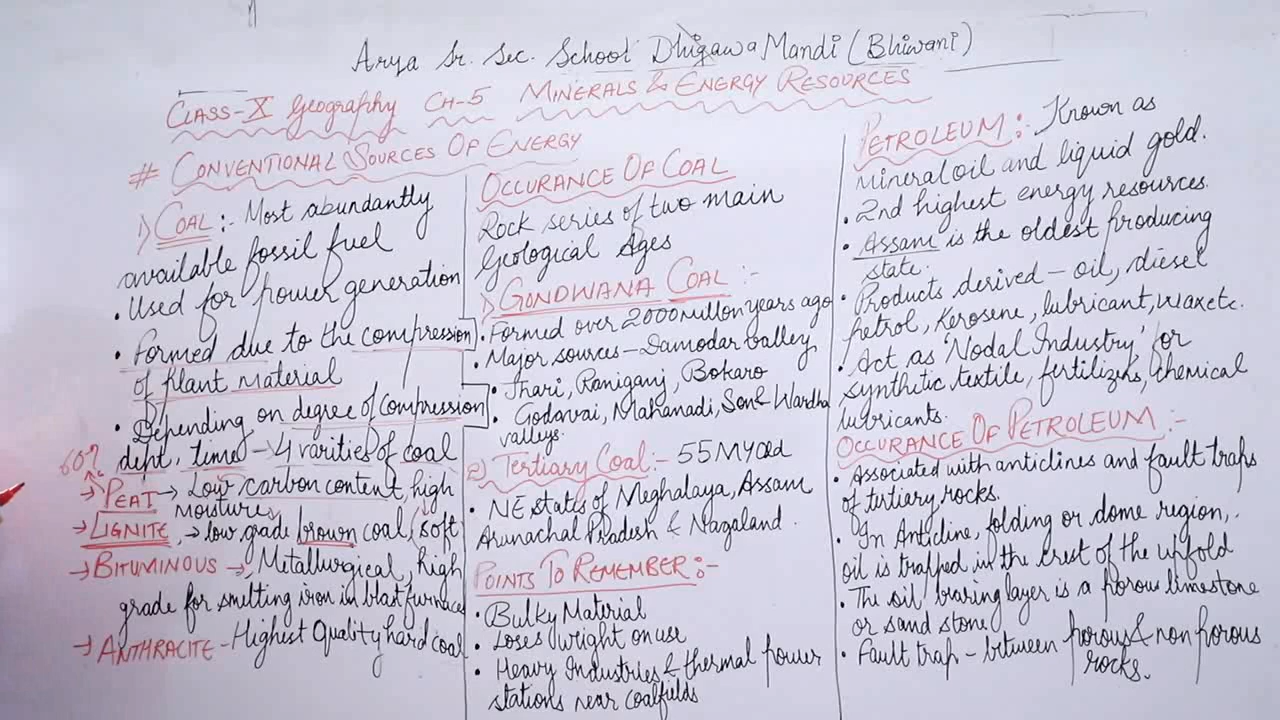 Arya Sr. Sec. School Dhigawa Mandi (Bhiwani)
CLASS-X Geography CH-5 MINERALS & ENERGY RESOURCES
# CONVENTIONAL SOURCES OF ENERGY
1) COAL :- Most abundantly
available fossil fuel
• Used for power generation
• Formed due to the compression
of plant material
• Depending on degree of compression
dept, time - 4 varities of coal
60%
→ PEAT → Low carbon content, high
moisture
→ LIGNITE → low grade brown coal, soft
→ BITUMINOUS → Metallurgical, high
grade for smelting iron in blast furnaces
→ ANTHRACITE - Highest Quality hard coal
OCCURANCE OF COAL
Rock series of two main
Geological Ages
1) GONDWANA COAL :-
• Formed over 2000 Million years ago
• Major sources - Damodar valley
• Jhari, Raniganj, Bokaro
• Godavai, Mahanadi, Son & Wardha
valleys.
2) Tertiary Coal :- 55 MY Old
• NE states of Meghalaya, Assam
Arunachal Pradesh & Nagaland.
POINTS TO REMEMBER :-
• Bulky Material
• Loses wright on use
• Heavy Industries & thermal power
stations near coalfields
PETROLEUM :- Known as
mineral oil and liquid gold.
• 2nd highest energy resources.
• Assam is the oldest producing
state.
• Products derived - oil, diesel
petrol, Kerosene, lubricant, wax etc.
• Act as 'Nodal Industry' for
synthetic textile, fertilizers, chemical
lubricants.
OCCURANCE OF PETROLEUM :-
• Associated with anticlines and fault traps
of tertiary rocks.
• In Anticline, folding or dome region,
oil is trapped in the crest of the upfold
• The oil bearing layer is a porous limestone
or sand stone
• Fault trap - between porous & non porous
rocks.